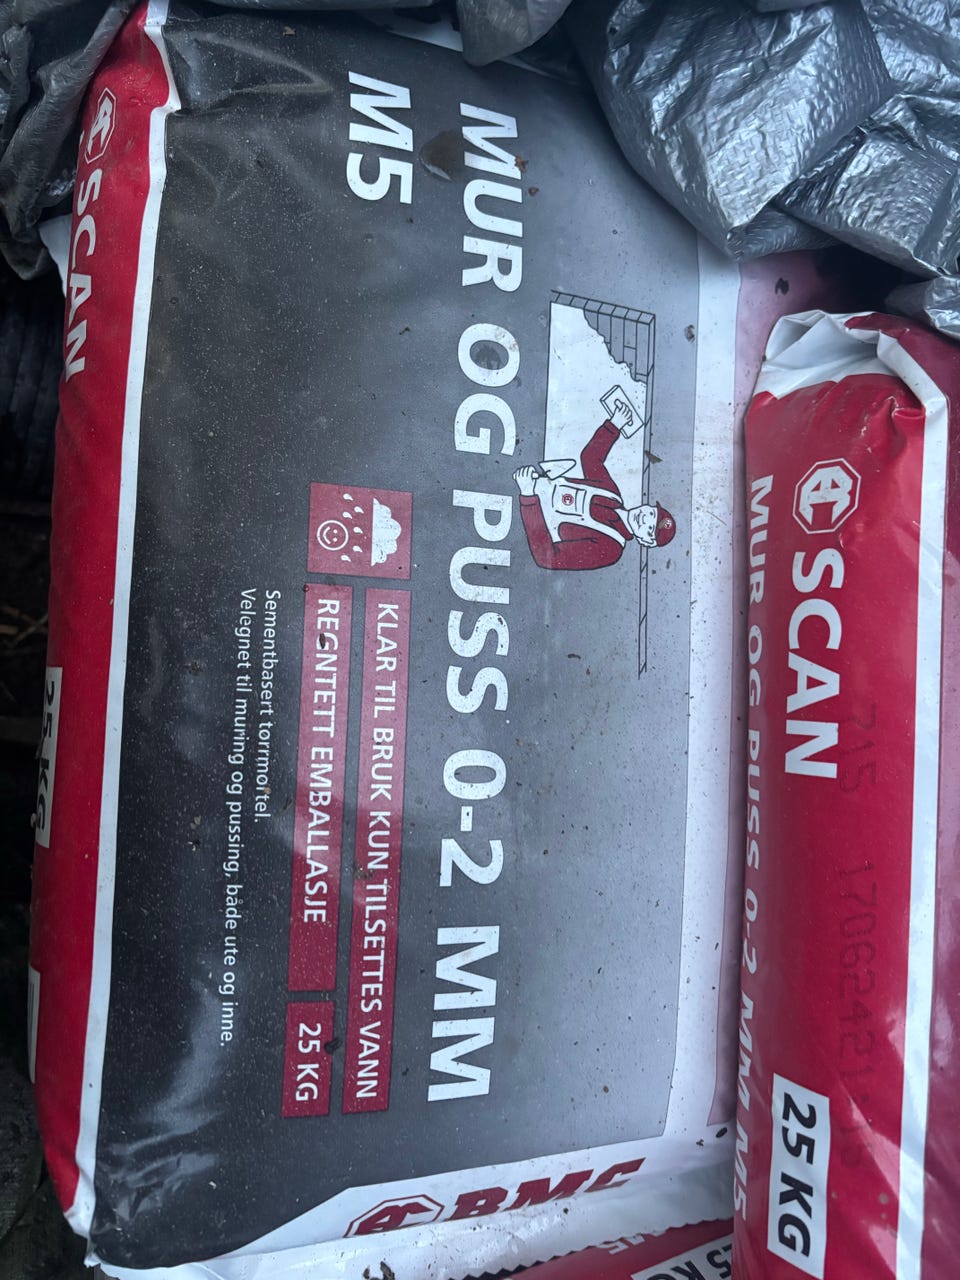 SCAN
25 KG
MUR OG PUSS 0-2 MM
M5
KLAR TIL BRUK KUN TILSETTES VANN
REGNTETT EMBALLASJE
25 KG
Sementbasert tørrmørtel.
Velegnet til muring og pussing, både ute og inne.
BMC
SCAN
25 KG
MUR OG PUSS 0-2 MM M5
715